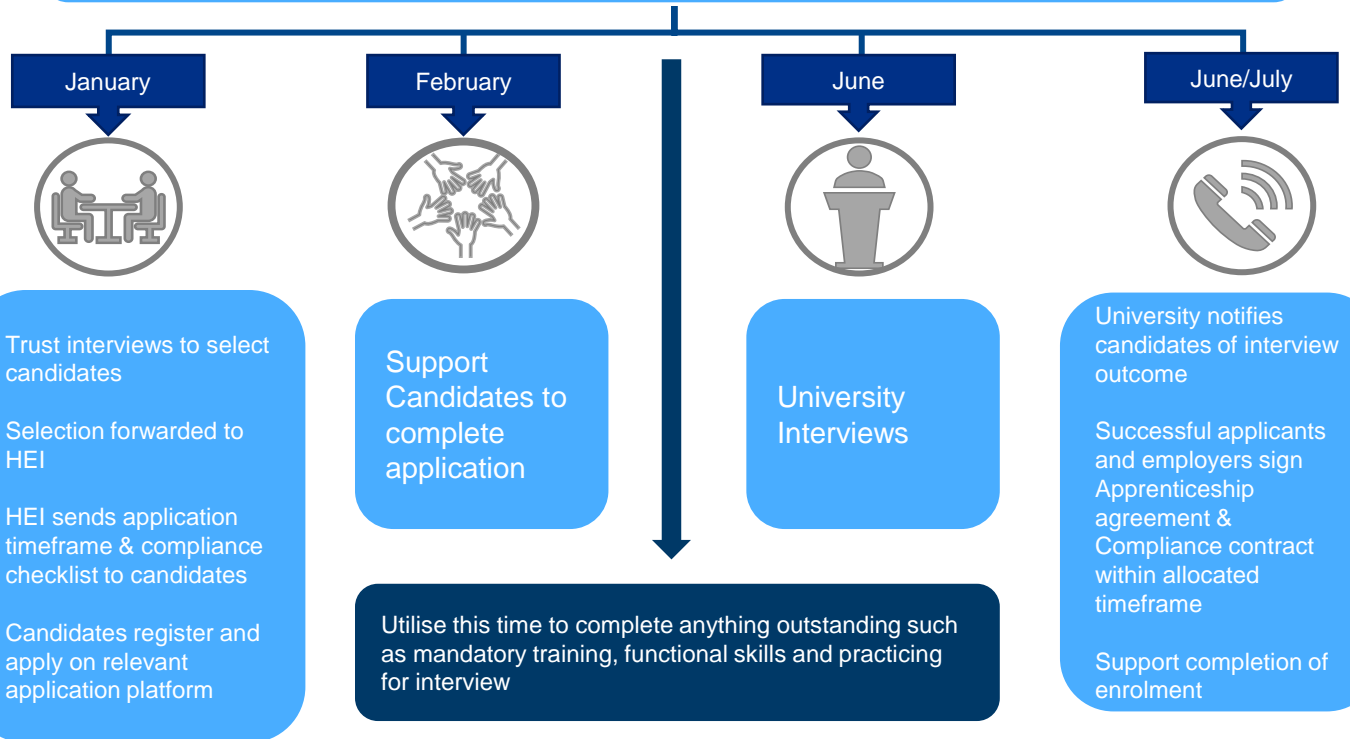 January
February
June
June/July
Trust interviews to select
candidates
Selection forwarded to
HEI
HEI sends application
timeframe & compliance
checklist to candidates
Candidates register and
apply on relevant
application platform
Support
Candidates to
complete
application
University
Interviews
University notifies
candidates of interview
outcome
Successful applicants
and employers sign
Apprenticeship
agreement &
Compliance contract
within allocated
timeframe
Support completion of
enrolment
Utilise this time to complete anything outstanding such
as mandatory training, functional skills and practicing
for interview